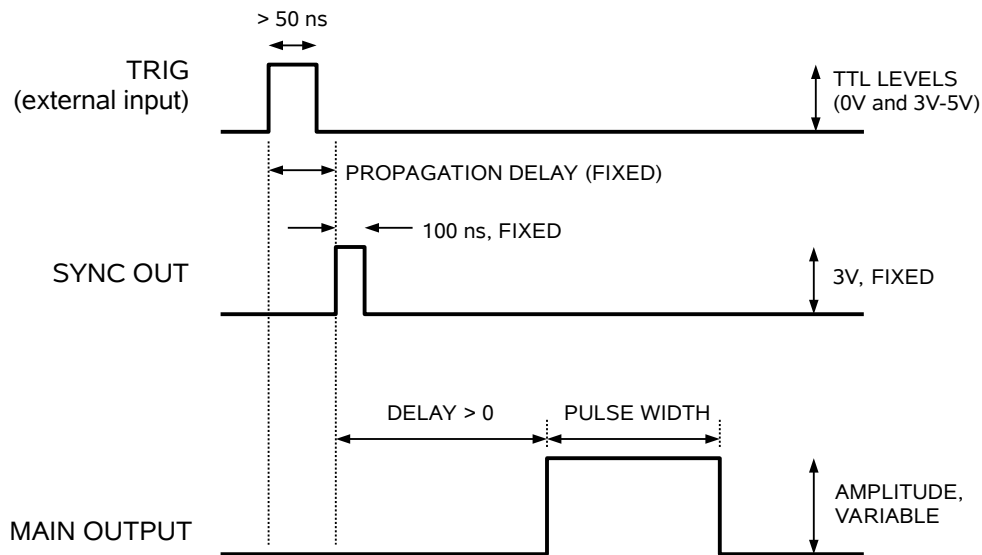 > 50 ns
TRIG
(external input)
TTL LEVELS
(0V and 3V-5V)
PROPAGATION DELAY (FIXED)
100 ns, FIXED
SYNC OUT
3V, FIXED
DELAY > 0
PULSE WIDTH
AMPLITUDE,
VARIABLE
MAIN OUTPUT